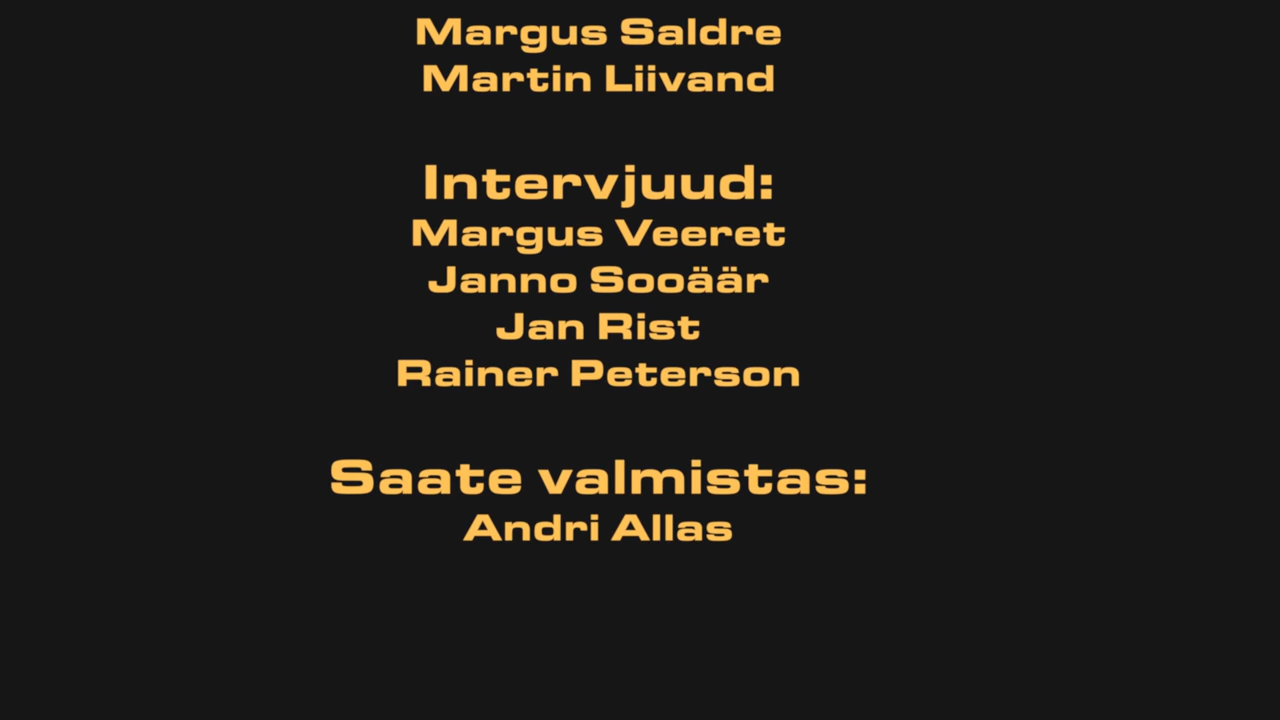 Margus Saldre
Martin Liivand
Intervjuud:
Margus Veeret
Janno Sooäär
Jan Rist
Rainer Peterson
Saate valmistas:
Andri Allas